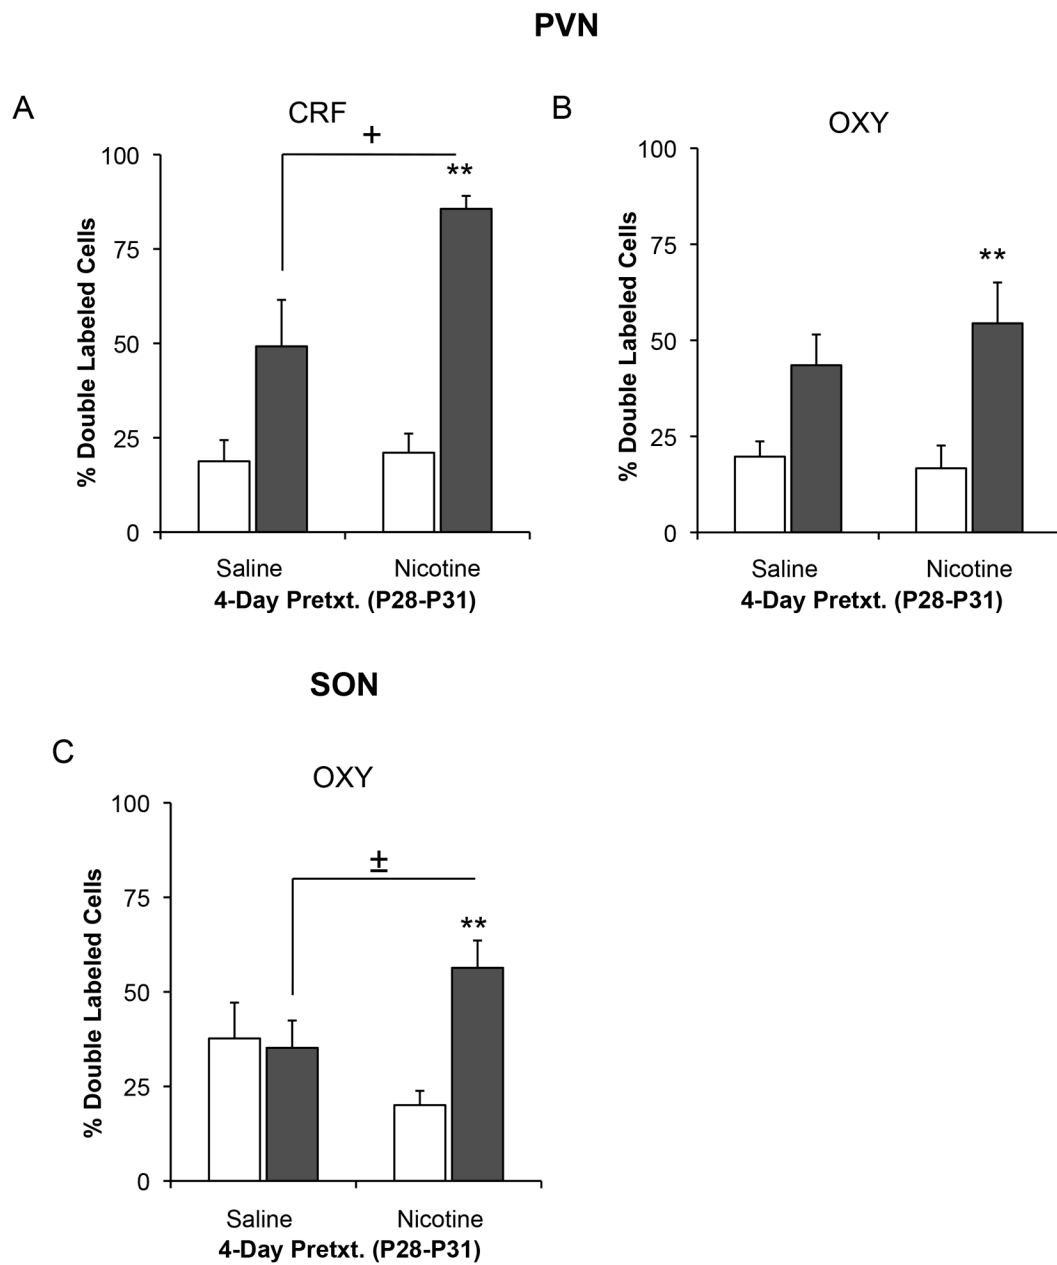 PVN
A
CRF
+
**
100
75
50
25
0
% Double Labeled Cells
Saline
Nicotine
4-Day Pretxt. (P28-P31)
B
OXY
**
100
75
50
25
0
% Double Labeled Cells
Saline
Nicotine
4-Day Pretxt. (P28-P31)
SON
C
OXY
±
**
100
75
50
25
0
% Double Labeled Cells
Saline
Nicotine
4-Day Pretxt. (P28-P31)